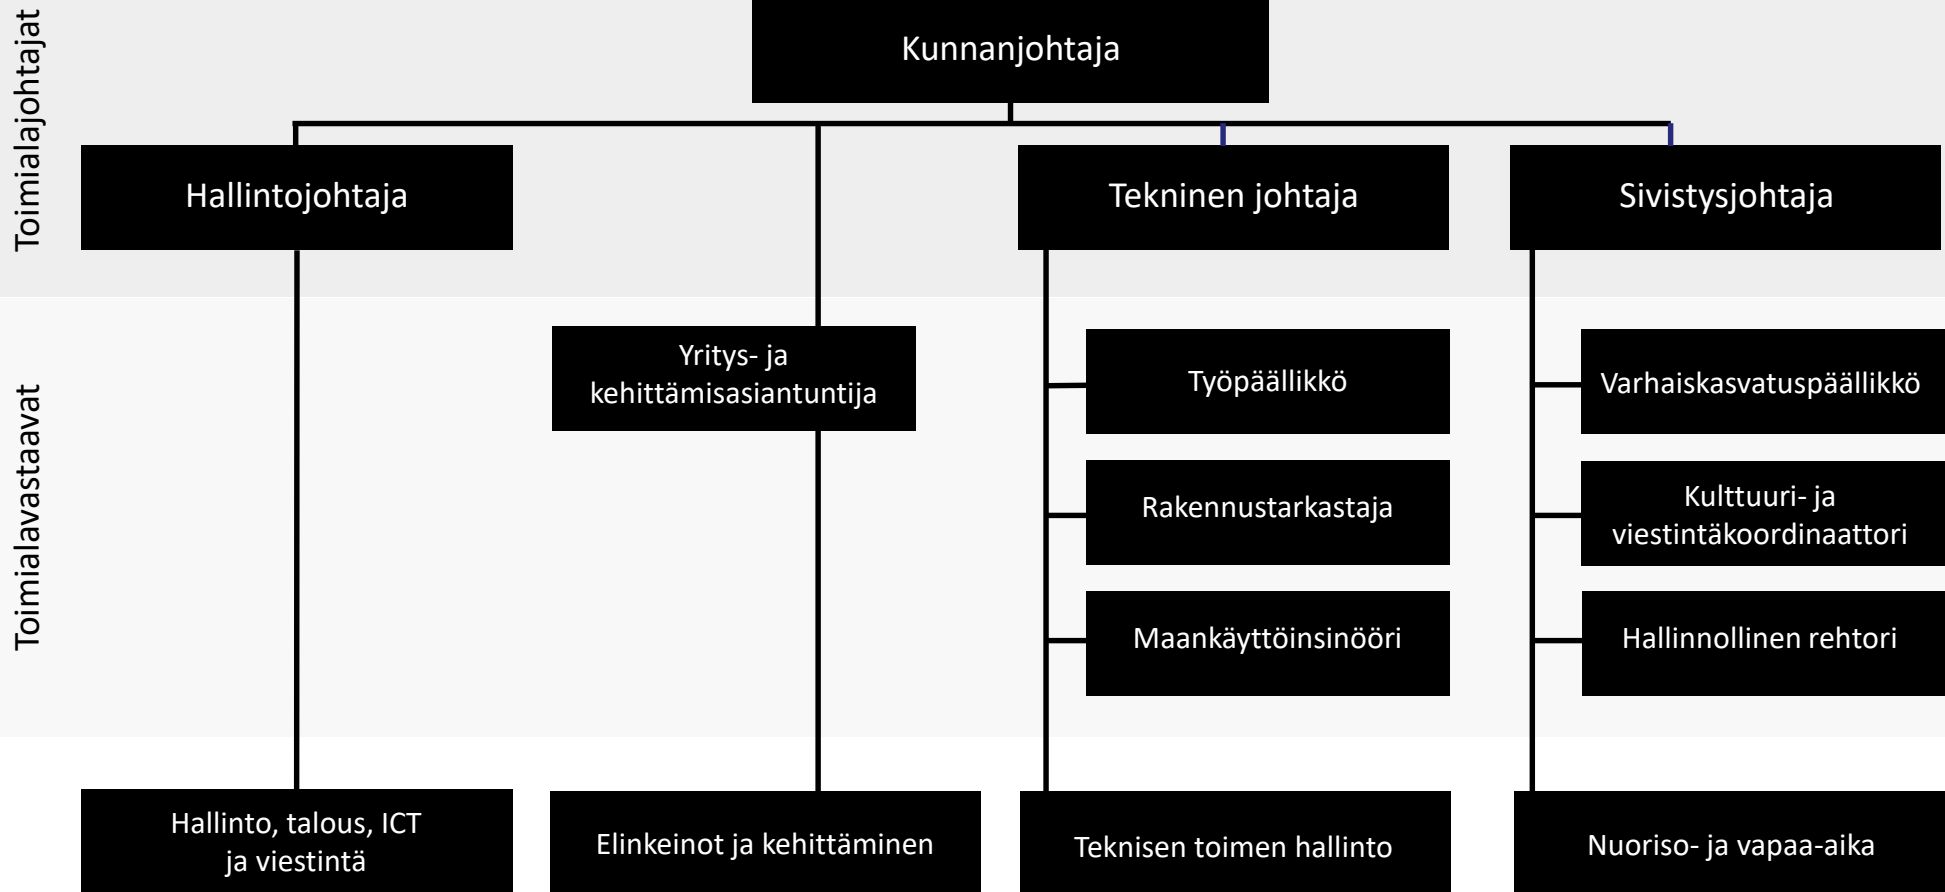 Toimialajohtajat
Kunnanjohtaja
Hallintojohtaja
Tekninen johtaja
Sivistysjohtaja
Toimialavastaavat
Yritys- ja
kehittämisasiantuntija
Työpäällikkö
Varhaiskasvatuspäällikkö
Rakennustarkastaja
Kulttuuri- ja
viestintäkoordinaattori
Maankäyttöinsinööri
Hallinnollinen rehtori
Hallinto, talous, ICT
ja viestintä
Elinkeinot ja kehittäminen
Teknisen toimen hallinto
Nuoriso- ja vapaa-aika